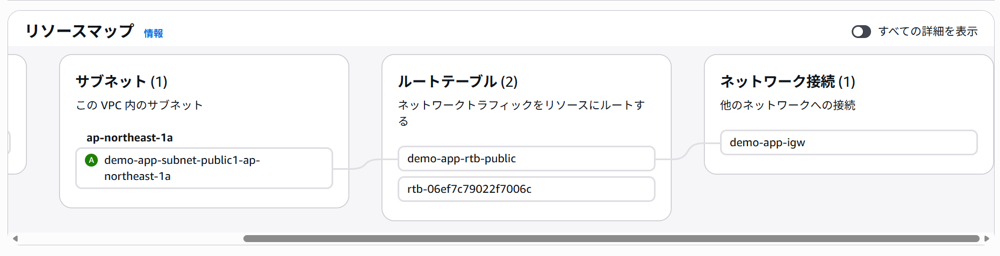 リソースマップ 情報
すべての詳細を表示
サブネット (1)
この VPC 内のサブネット
ap-northeast-1a
A demo-app-subnet-public1-ap-
northeast-1a
ルートテーブル (2)
ネットワークトラフィックをリソースにルートす
る
demo-app-rtb-public
rtb-06ef7c79022f7006c
ネットワーク接続 (1)
他のネットワークへの接続
demo-app-igw